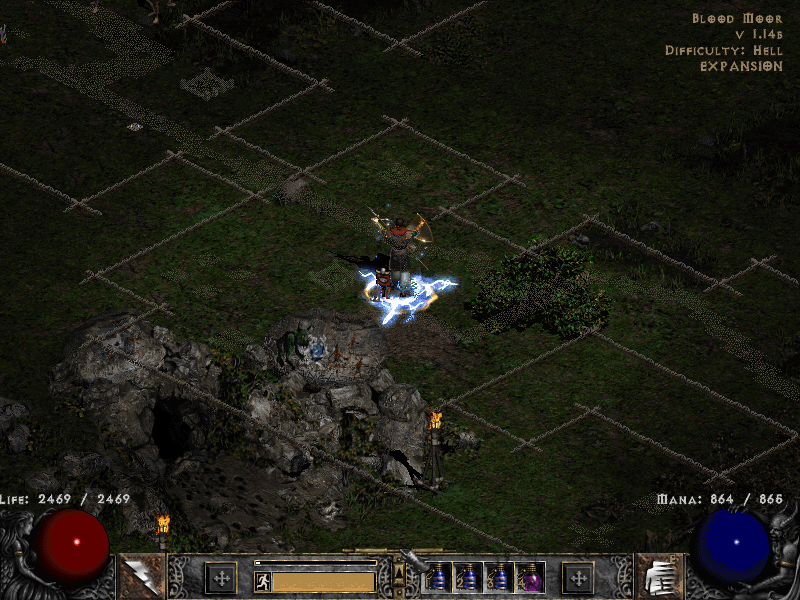 Blood Moor
v 1.14b
Difficulty: Hell
EXPANSION
Life: 2469 / 2469
Mana: 864 / 865